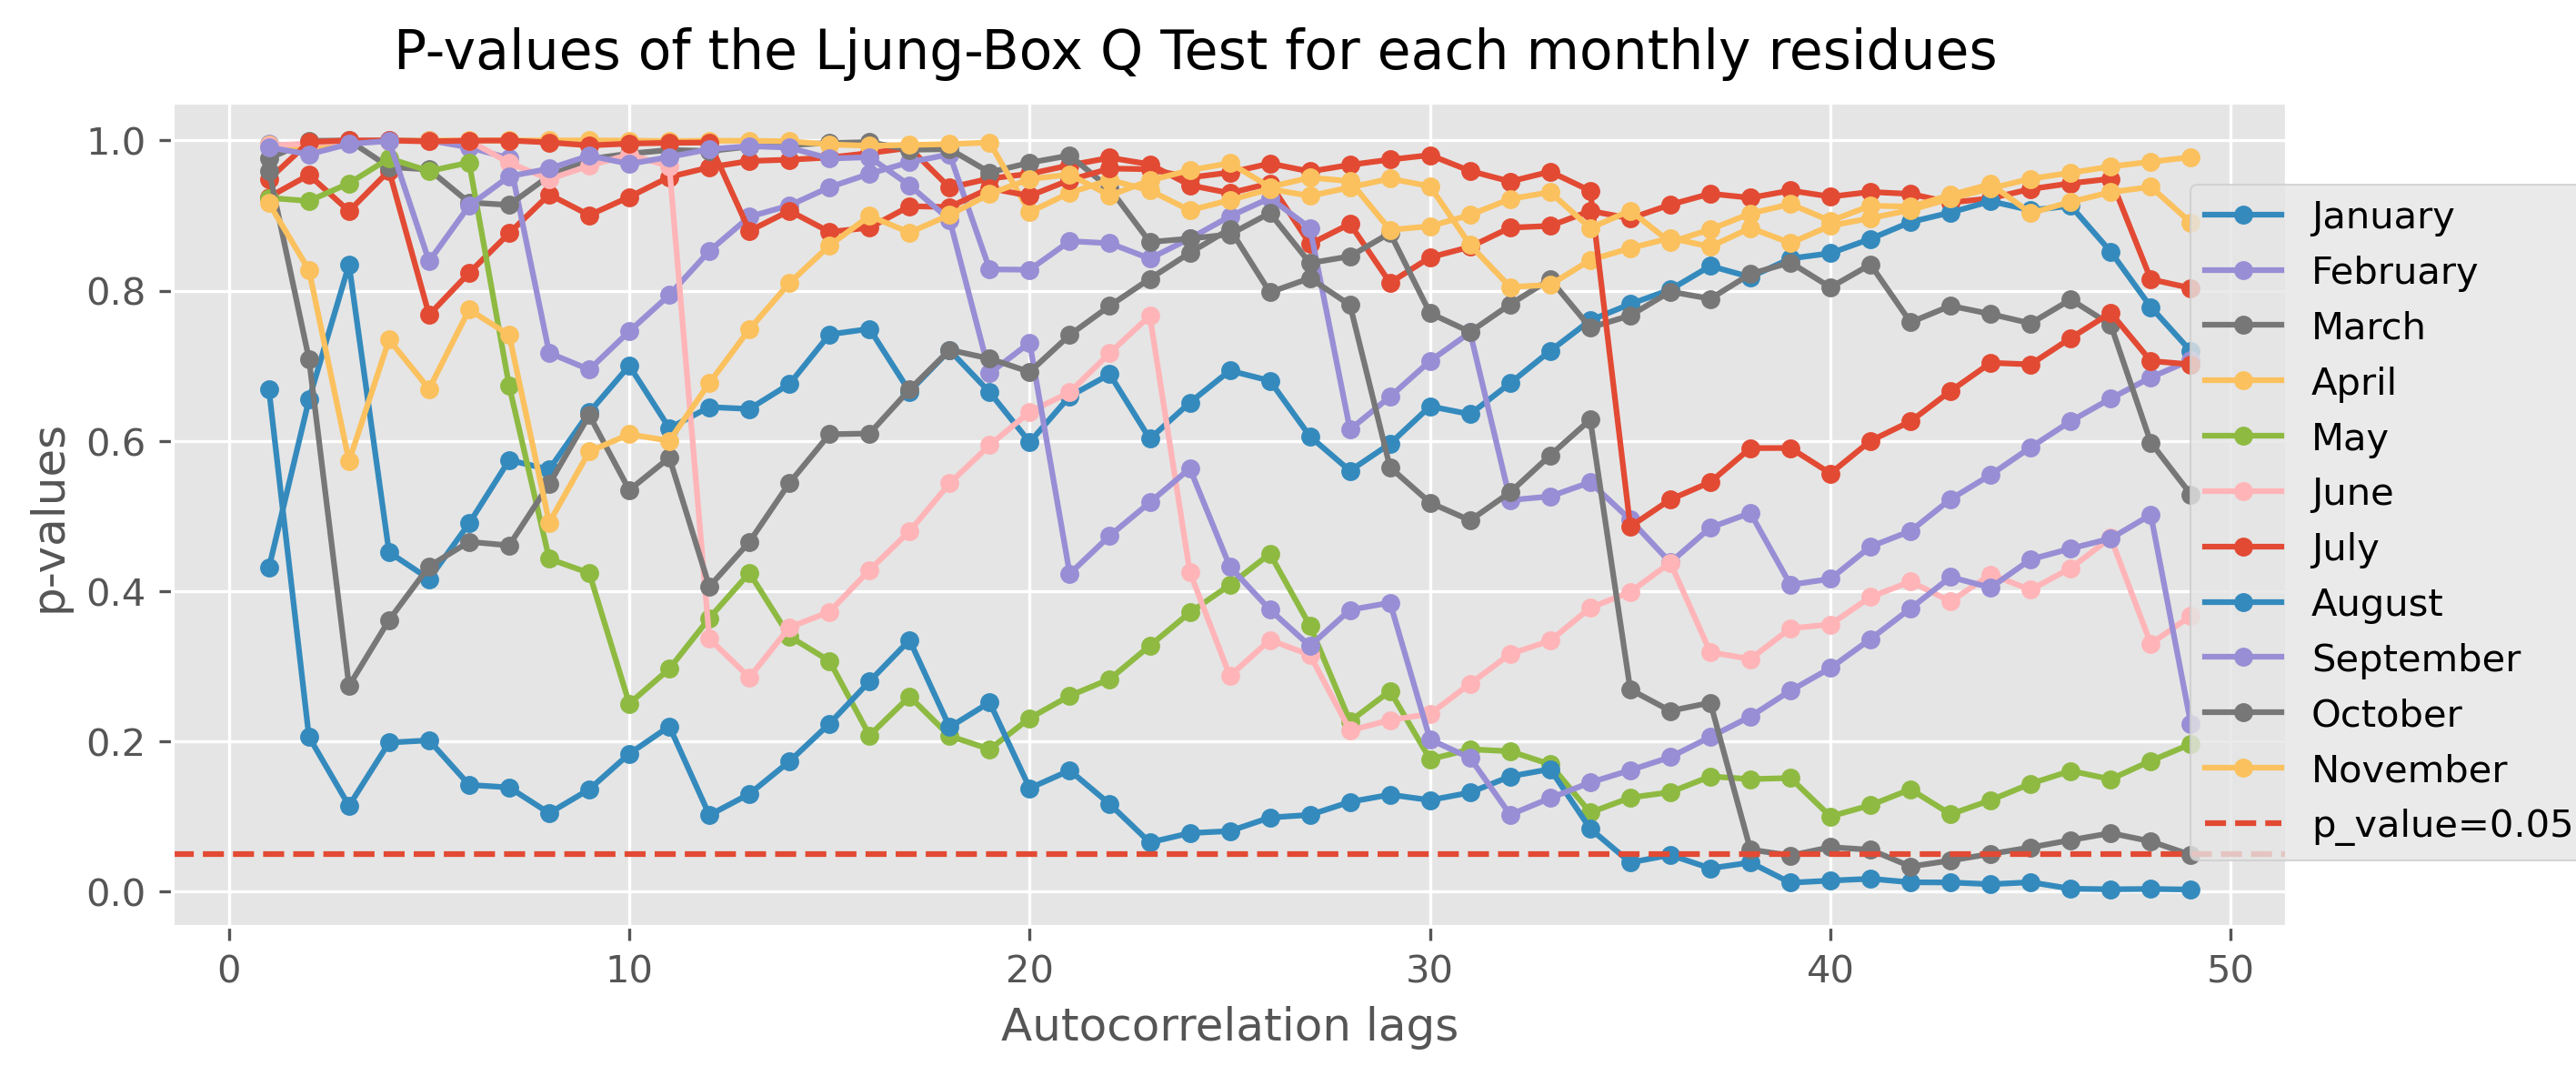 P-values of the Ljung-Box Q Test for each monthly residues
p-values
1.0
0.8
0.6
0.4
0.2
0.0
0 10 20 30 40 50
Autocorrelation lags
January
February
March
April
May
June
July
August
September
October
November
p_value=0.05